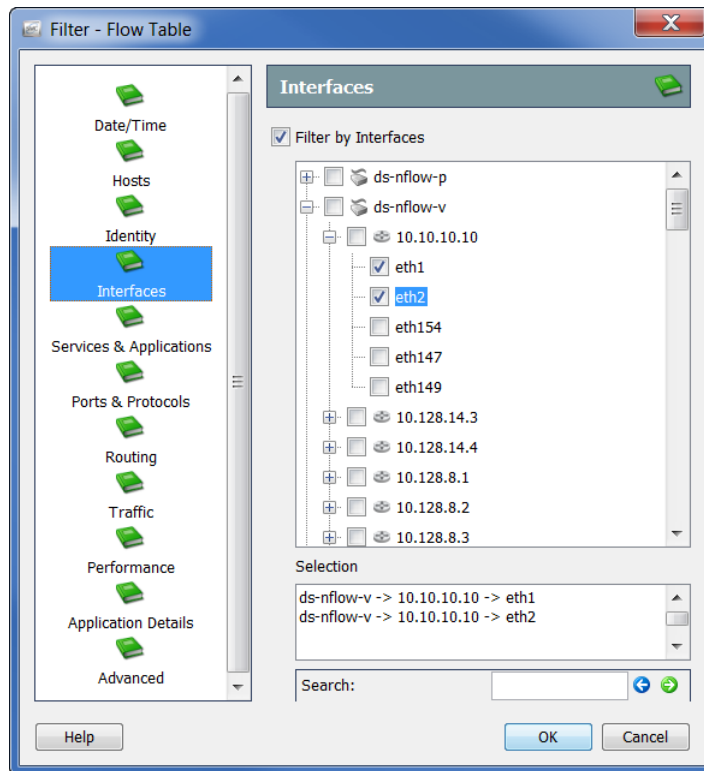 Filter - Flow Table
Date/Time
Hosts
Identity
Interfaces
Services & Applications
Ports & Protocols
Routing
Traffic
Performance
Application Details
Advanced
Interfaces
Filter by Interfaces
ds-nflow-p
ds-nflow-v
10.10.10.10
eth1
eth2
eth154
eth147
eth149
10.128.14.3
10.128.14.4
10.128.8.1
10.128.8.2
10.128.8.3
Selection
ds-nflow-v -> 10.10.10.10 -> eth1
ds-nflow-v -> 10.10.10.10 -> eth2
Search:
Help
OK
Cancel